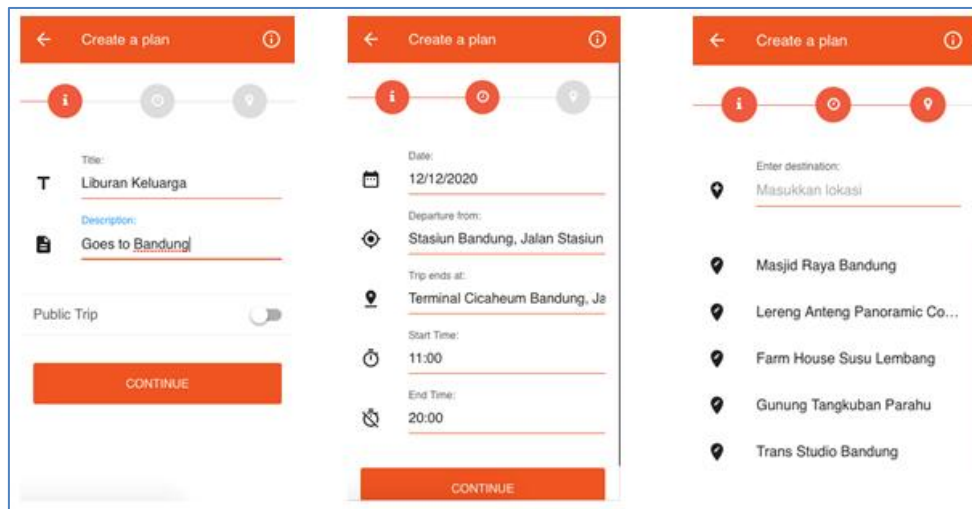 Create a plan
Title:
Liburan Keluarga
Description:
Goes to Bandung
Public Trip
CONTINUE
Create a plan
Date:
12/12/2020
Departure from:
Stasiun Bandung, Jalan Stasiun
Trip ends at:
Terminal Cicaheum Bandung, Ja
Start Time:
11:00
End Time:
20:00
CONTINUE
Create a plan
Enter destination:
Masukkan lokasi
Masjid Raya Bandung
Lereng Anteng Panoramic Co...
Farm House Susu Lembang
Gunung Tangkuban Parahu
Trans Studio Bandung